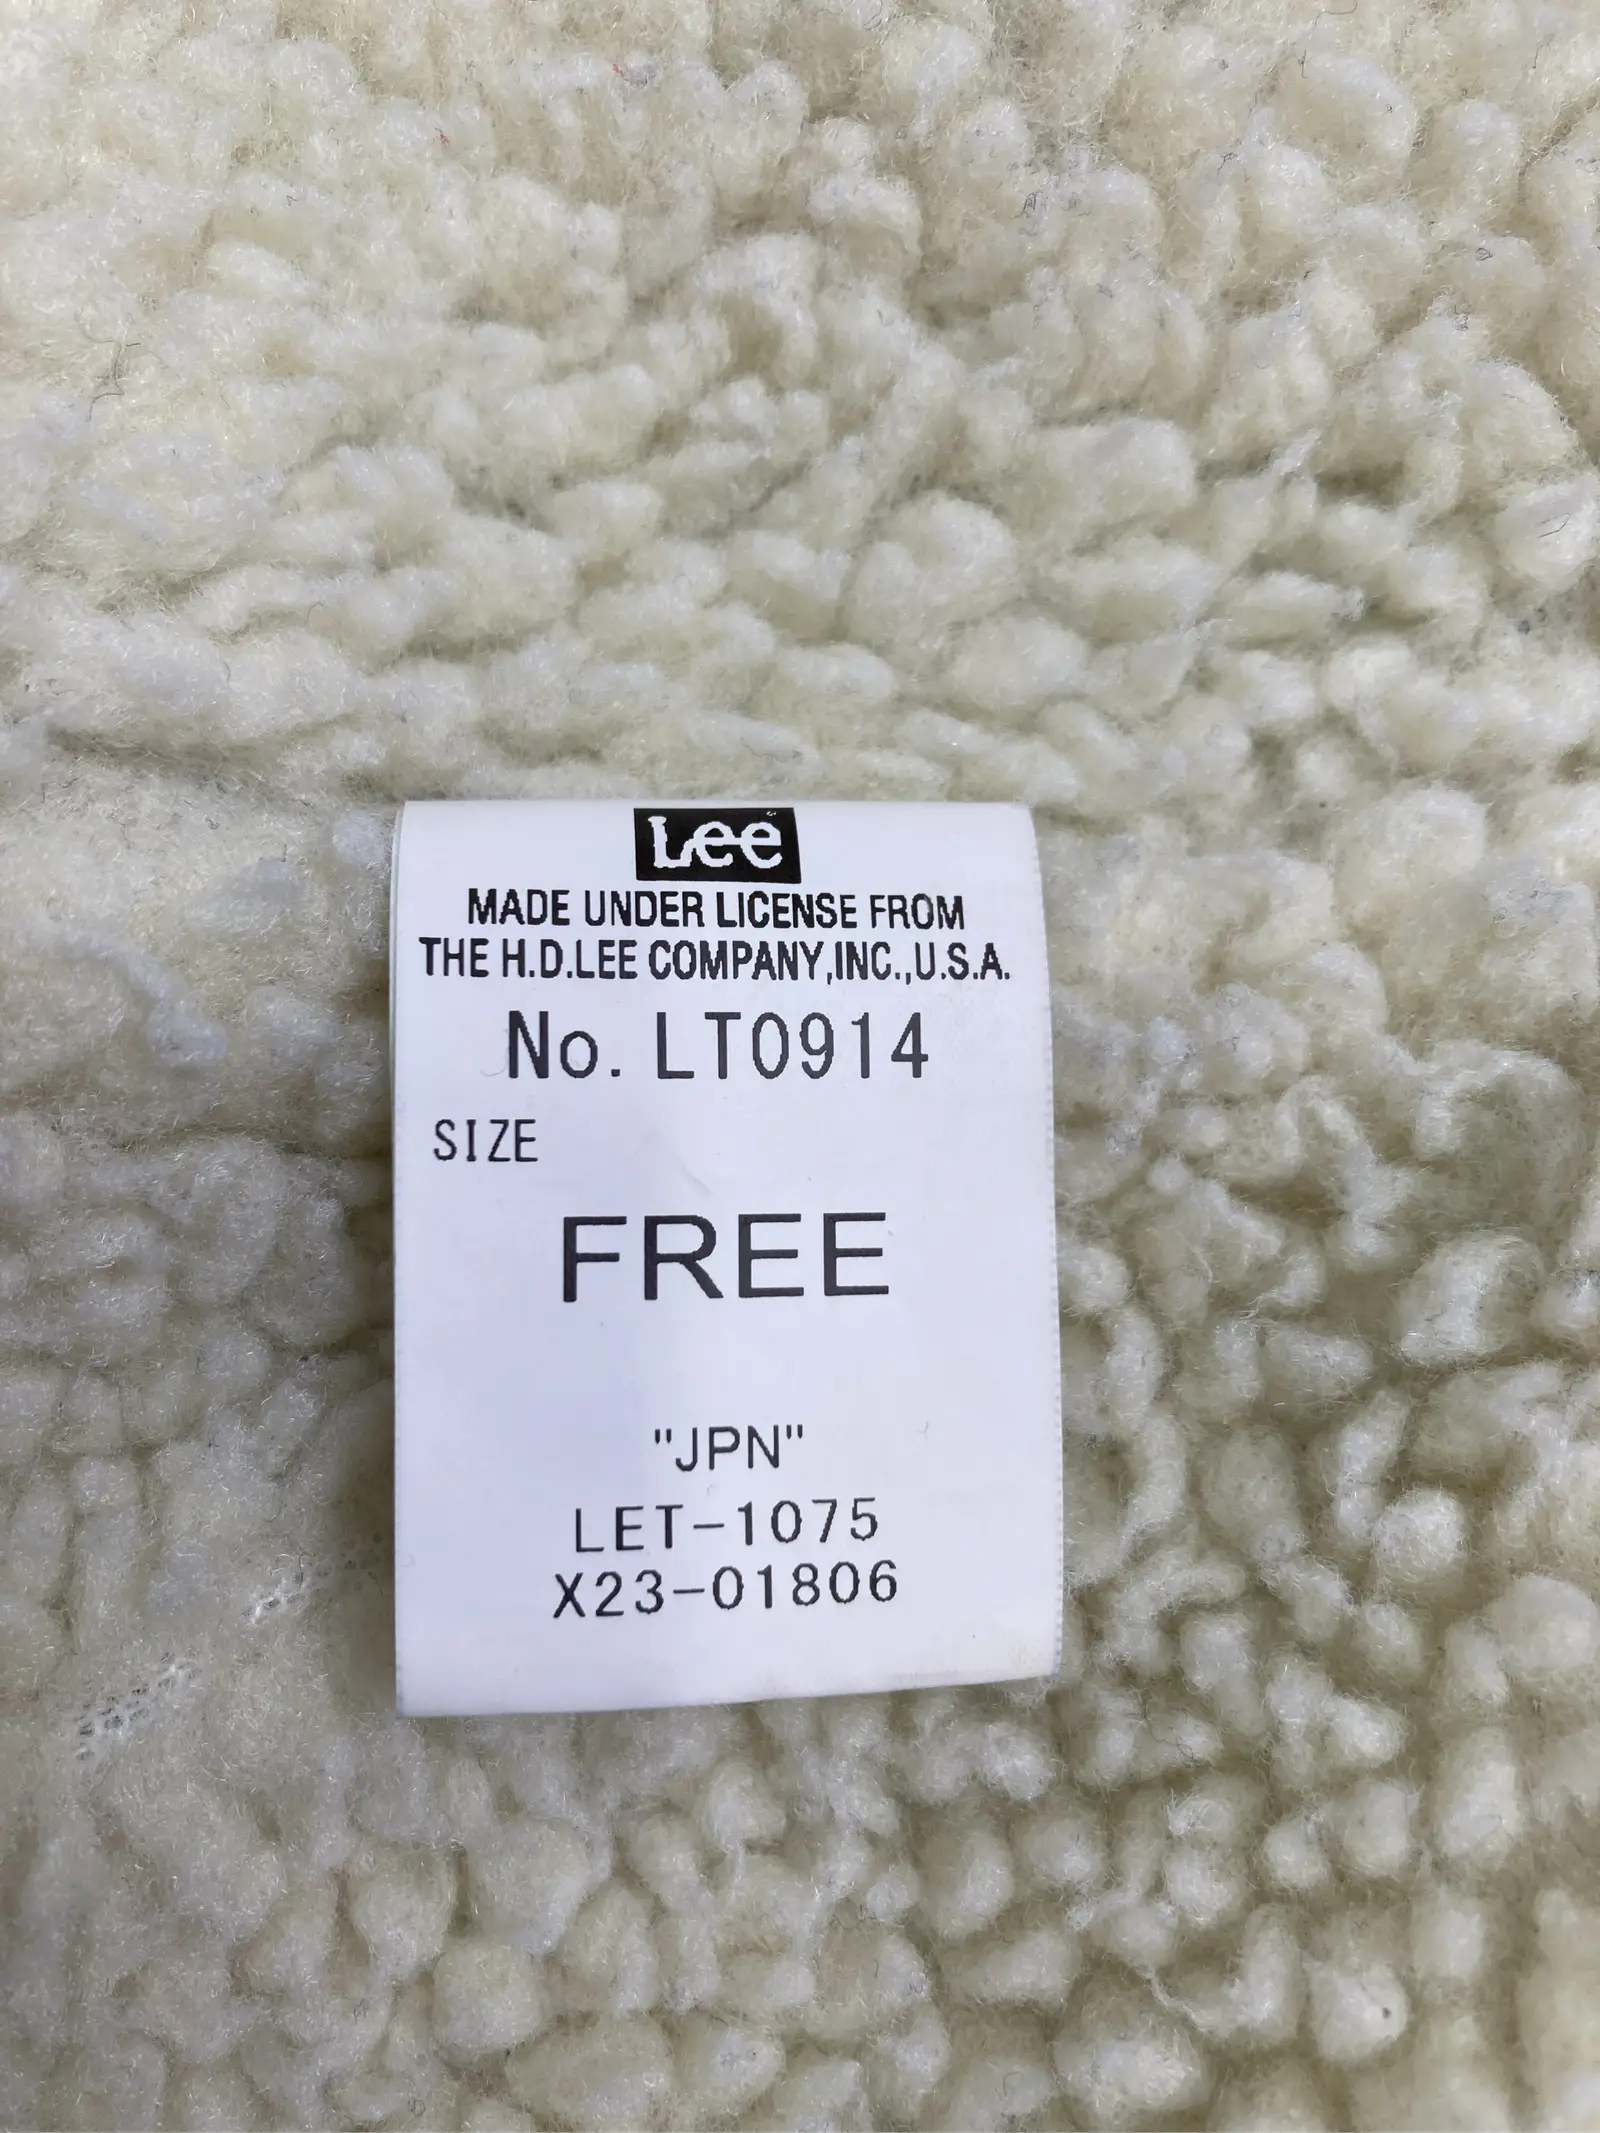 Lee
MADE UNDER LICENSE FROM
THE H.D.LEE COMPANY,INC.,U.S.A.
No. LT0914
SIZE
FREE
"JPN"
LET-1075
X23-01806